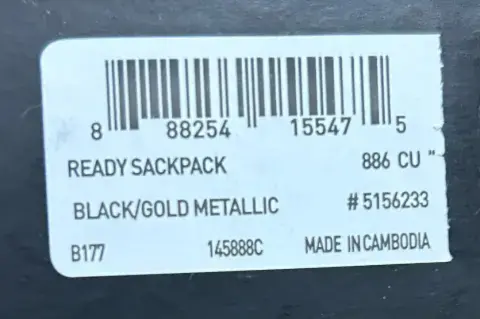 8 88254 15547 5
READY SACKPACK 886 CU "
BLACK/GOLD METALLIC #5156233
B177 145888C MADE IN CAMBODIA